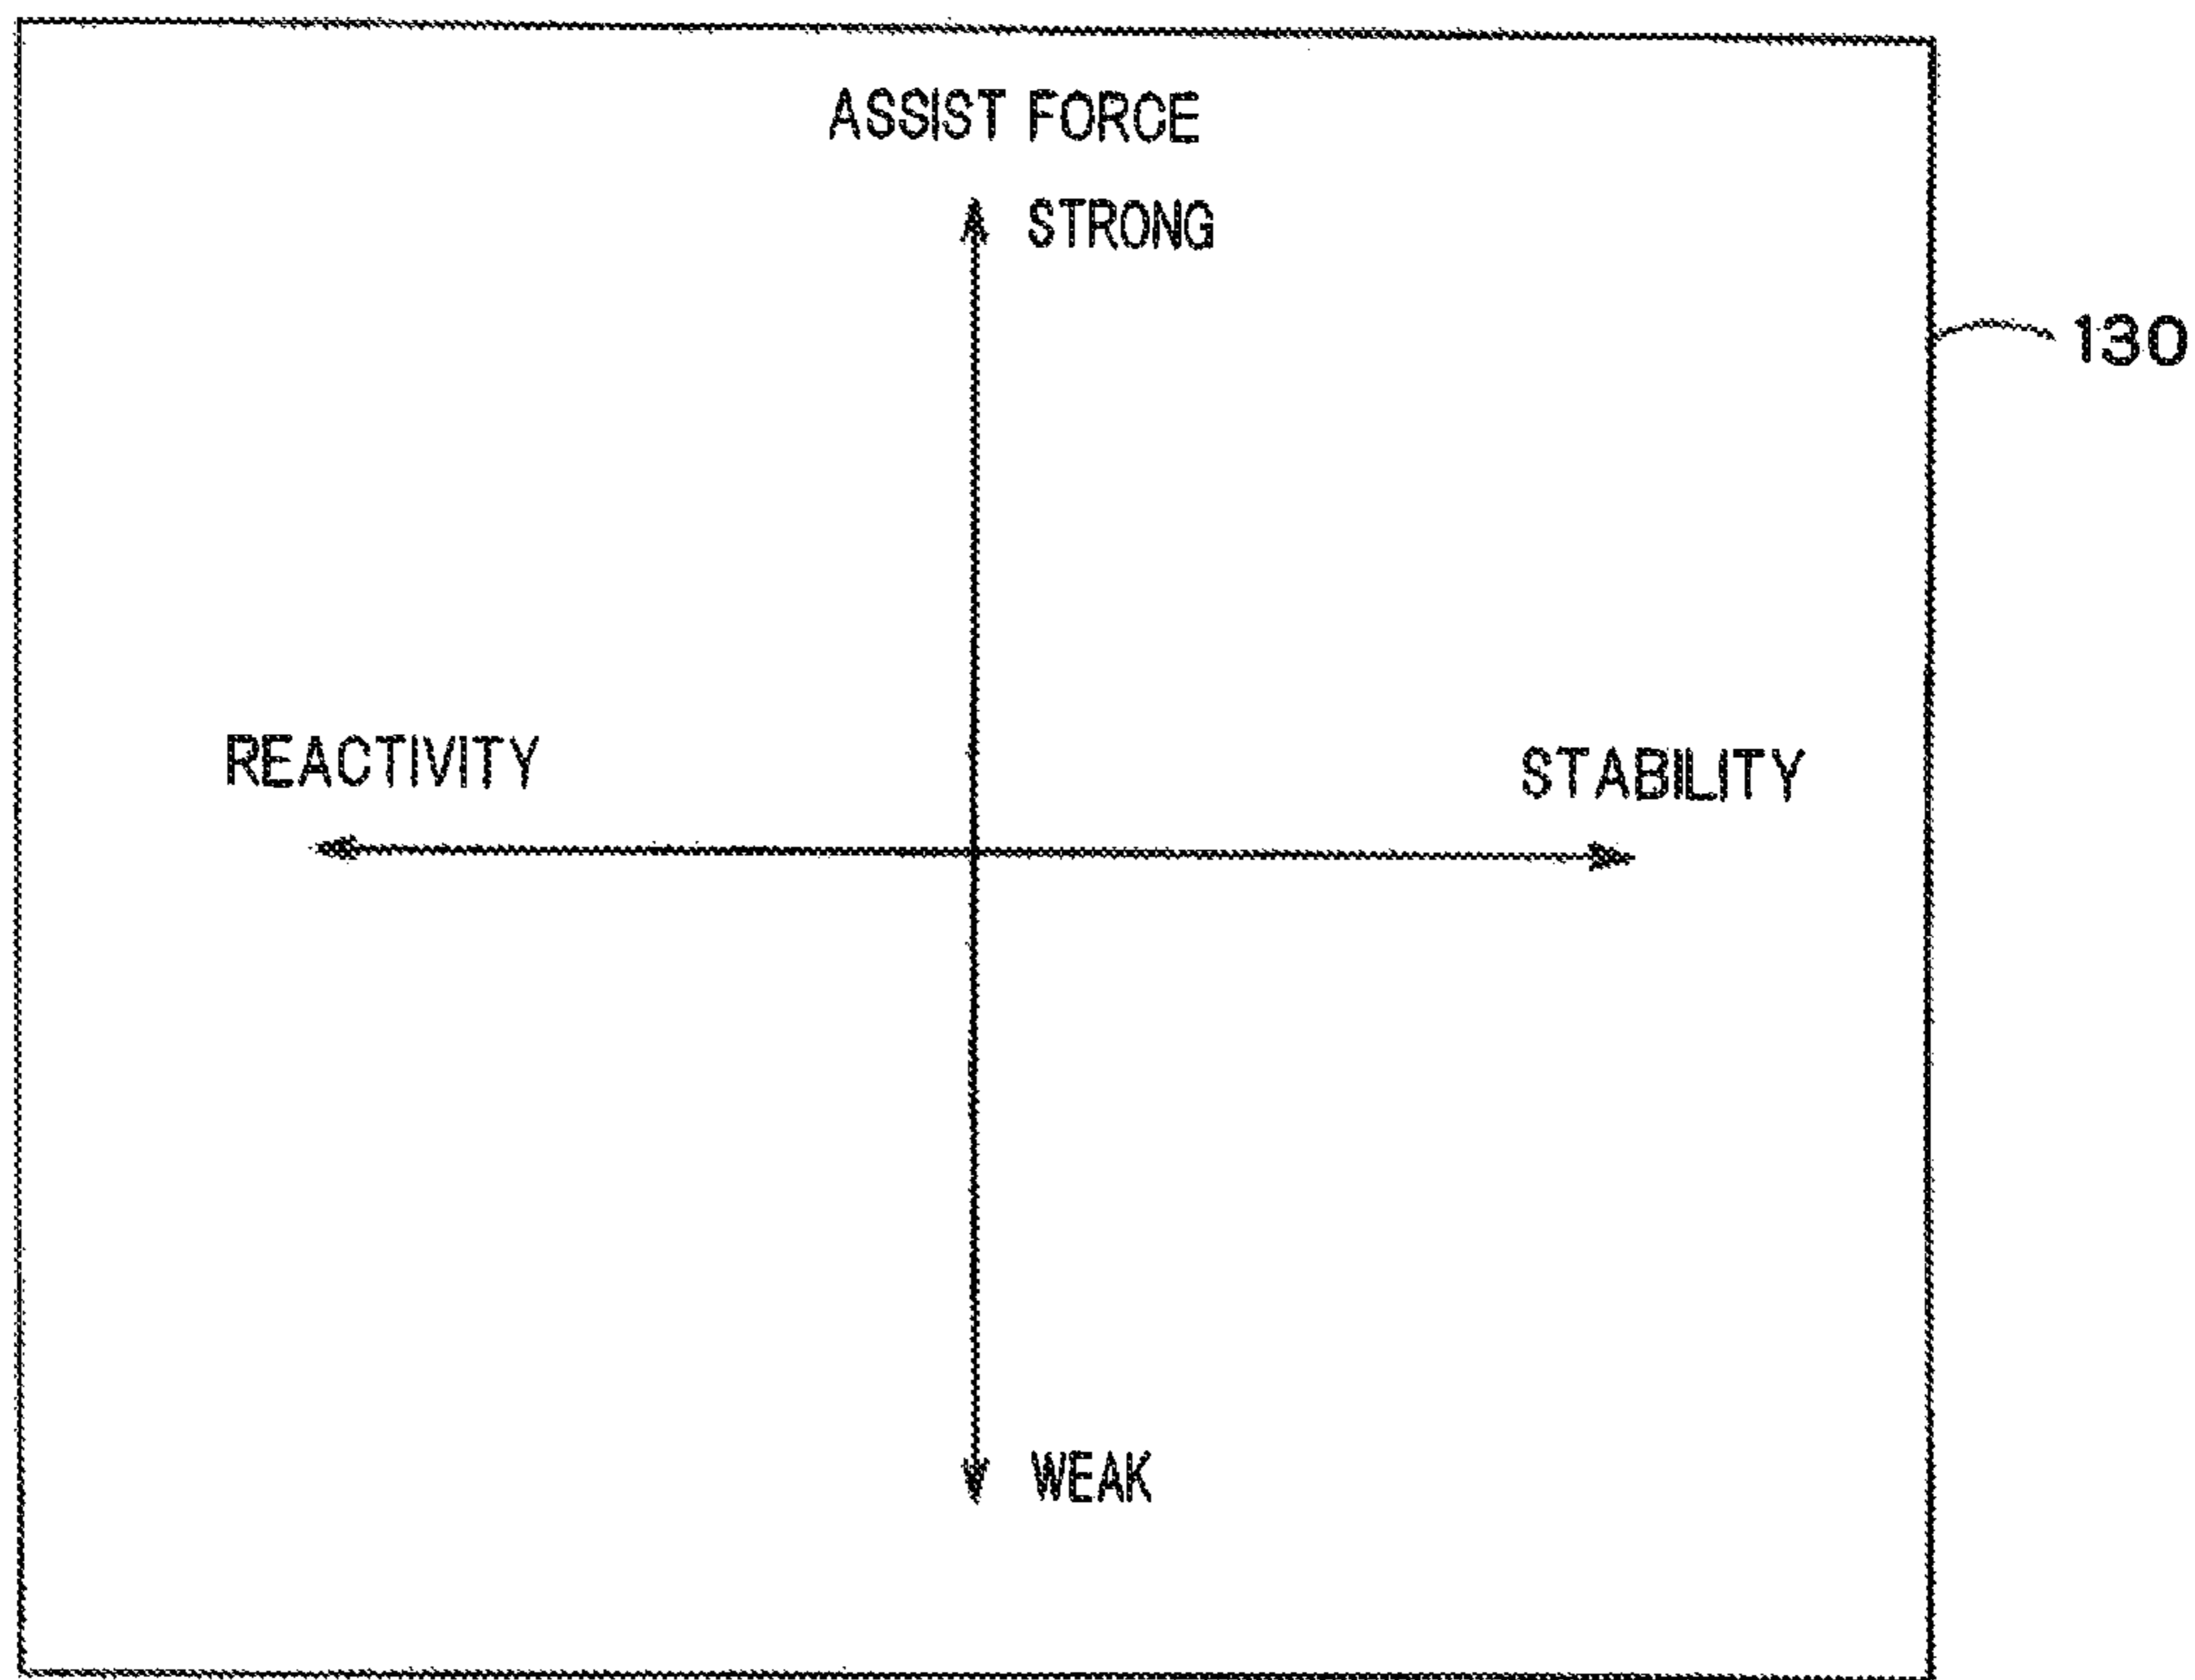 ASSIST FORCE
STRONG
130
REACTIVITY
STABILITY
WEAK